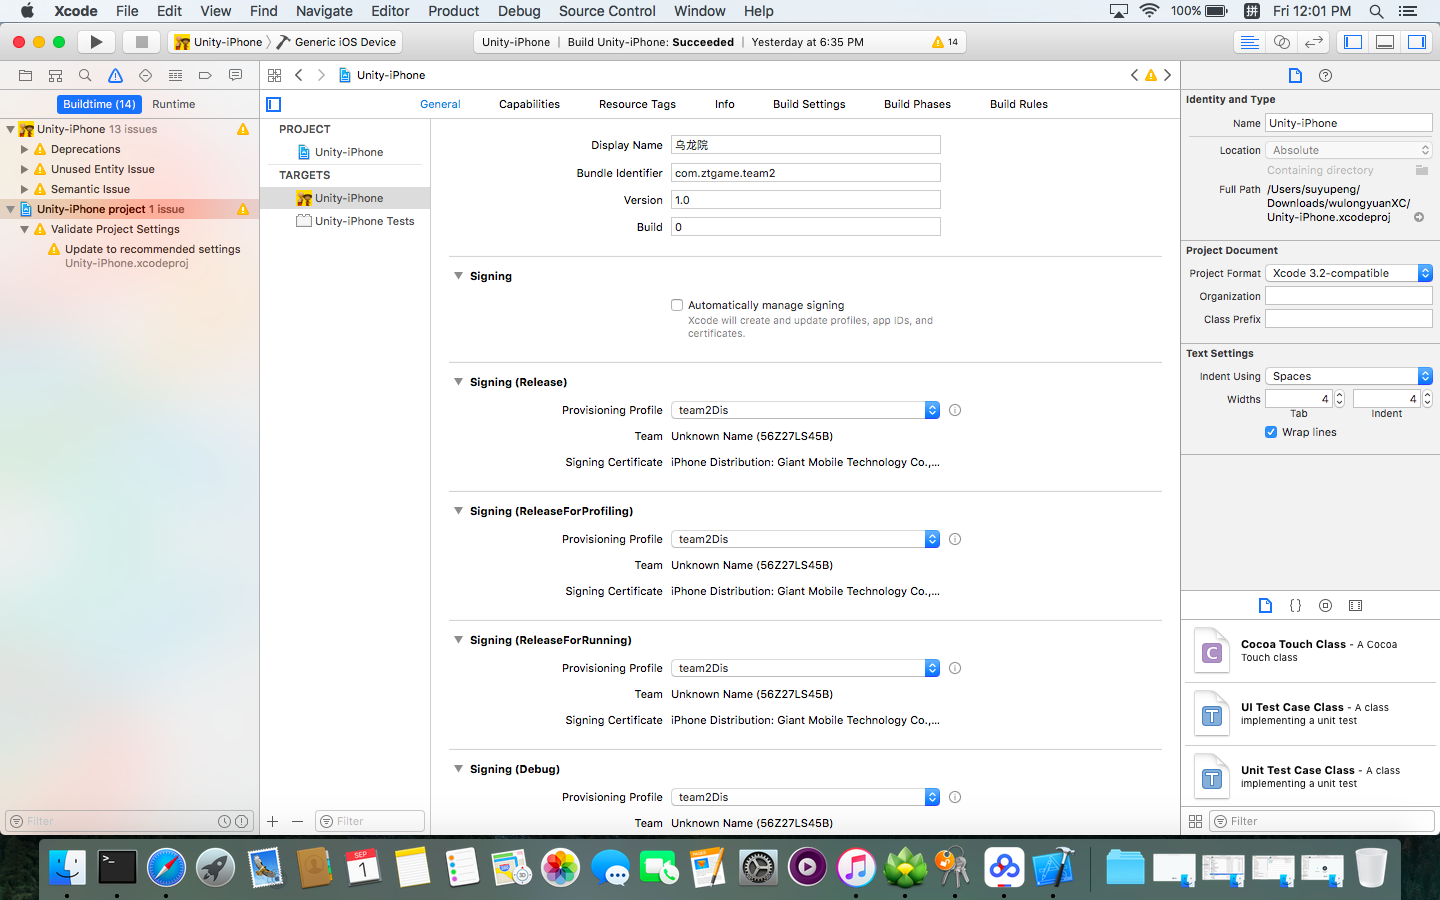 Xcode File Edit View Find Navigate Editor Product Debug Source Control Window Help
100% 拼 Fri 12:01 PM
Unity-iPhone Generic iOS Device
Unity-iPhone | Build Unity-iPhone: Succeeded | Yesterday at 6:35 PM 14
Unity-iPhone
Buildtime (14) Runtime
Unity-iPhone 13 issues
Deprecations
Unused Entity Issue
Semantic Issue
Unity-iPhone project 1 issue
Validate Project Settings
Update to recommended settings
Unity-iPhone.xcodeproj
Filter
General Capabilities Resource Tags Info Build Settings Build Phases Build Rules
PROJECT
Unity-iPhone
TARGETS
Unity-iPhone
Unity-iPhone Tests
Filter
Display Name 乌龙院
Bundle Identifier com.ztgame.team2
Version 1.0
Build 0
Signing
Automatically manage signing
Xcode will create and update profiles, app IDs, and
certificates.
Signing (Release)
Provisioning Profile team2Dis
Team Unknown Name (56Z27LS45B)
Signing Certificate iPhone Distribution: Giant Mobile Technology Co.,...
Signing (ReleaseForProfiling)
Provisioning Profile team2Dis
Team Unknown Name (56Z27LS45B)
Signing Certificate iPhone Distribution: Giant Mobile Technology Co.,...
Signing (ReleaseForRunning)
Provisioning Profile team2Dis
Team Unknown Name (56Z27LS45B)
Signing Certificate iPhone Distribution: Giant Mobile Technology Co.,...
Signing (Debug)
Provisioning Profile team2Dis
Team Unknown Name (56Z27LS45B)
Identity and Type
Name Unity-iPhone
Location Absolute
Containing directory
Full Path /Users/suyupeng/
Downloads/wulongyuanXC/
Unity-iPhone.xcodeproj
Project Document
Project Format Xcode 3.2-compatible
Organization
Class Prefix
Text Settings
Indent Using Spaces
Widths 4 4
Tab Indent
Wrap lines
{ }
C Cocoa Touch Class - A Cocoa
Touch class
T UI Test Case Class - A class
implementing a unit test
T Unit Test Case Class - A class
implementing a unit test
Filter
SEP
1